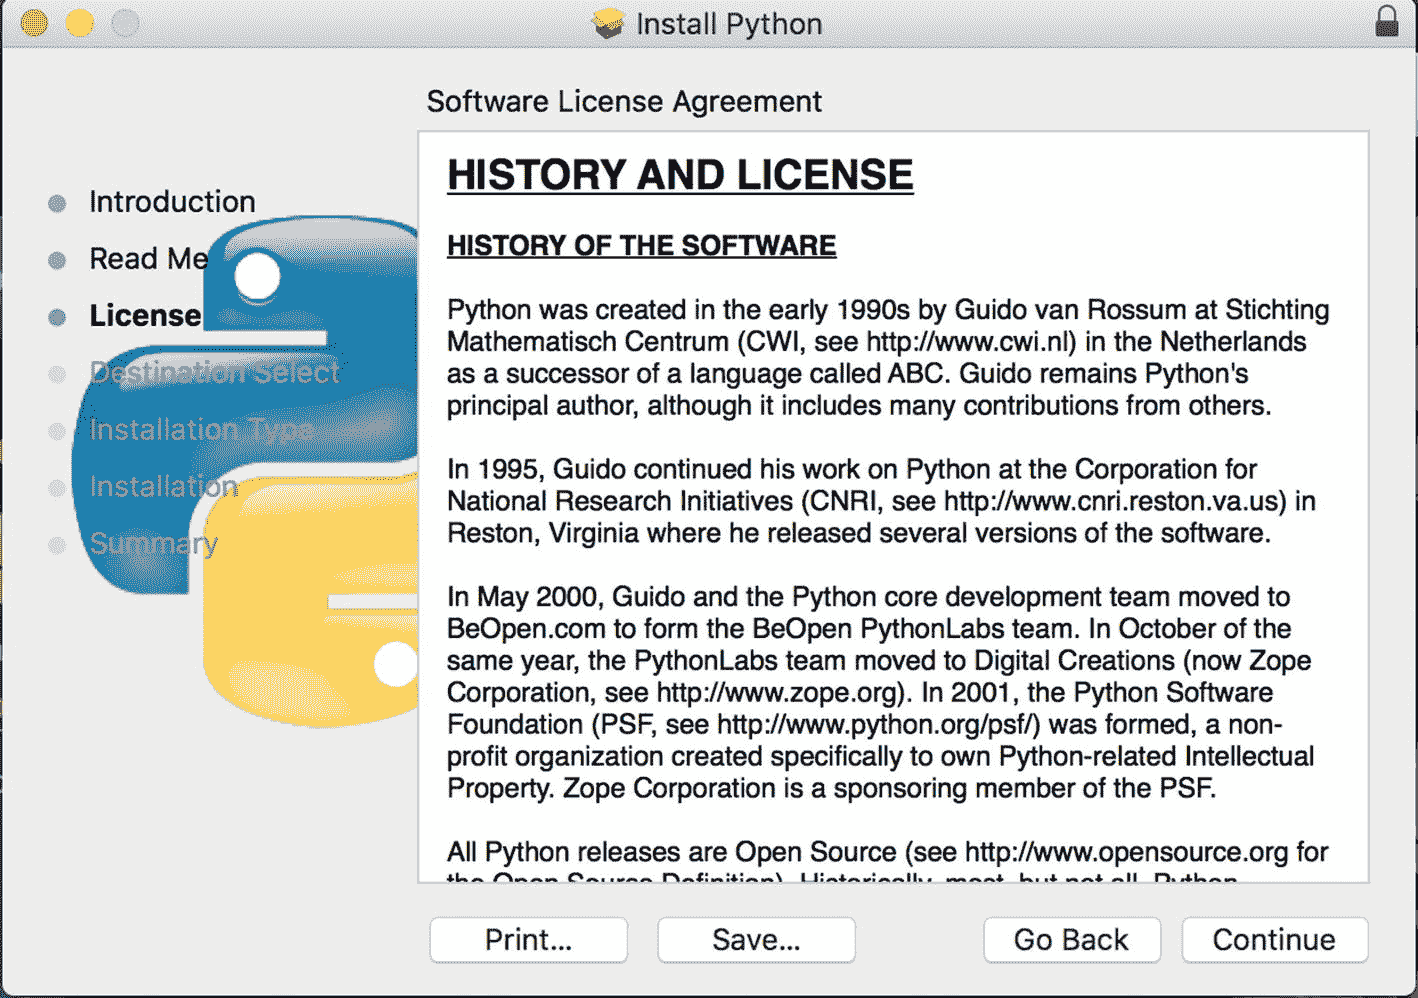 Install Python
Software License Agreement
Introduction
Read Me
License
Destination Select
Installation Type
Installation
Summary
HISTORY AND LICENSE
HISTORY OF THE SOFTWARE
Python was created in the early 1990s by Guido van Rossum at Stichting
Mathematisch Centrum (CWI, see http://www.cwi.nl) in the Netherlands
as a successor of a language called ABC. Guido remains Python's
principal author, although it includes many contributions from others.
In 1995, Guido continued his work on Python at the Corporation for
National Research Initiatives (CNRI, see http://www.cnri.reston.va.us) in
Reston, Virginia where he released several versions of the software.
In May 2000, Guido and the Python core development team moved to
BeOpen.com to form the BeOpen PythonLabs team. In October of the
same year, the PythonLabs team moved to Digital Creations (now Zope
Corporation, see http://www.zope.org). In 2001, the Python Software
Foundation (PSF, see http://www.python.org/psf/) was formed, a non-
profit organization created specifically to own Python-related Intellectual
Property. Zope Corporation is a sponsoring member of the PSF.
All Python releases are Open Source (see http://www.opensource.org for
the Open Source Definition). Historically, most, but not all, Python
Print...
Save...
Go Back
Continue